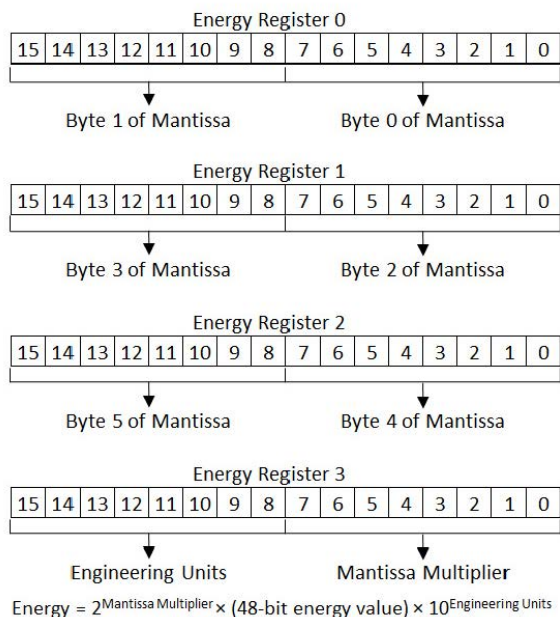 Energy Register 0
15 14 13 12 11 10 9 8 7 6 5 4 3 2 1 0
Byte 1 of Mantissa Byte 0 of Mantissa
Energy Register 1
15 14 13 12 11 10 9 8 7 6 5 4 3 2 1 0
Byte 3 of Mantissa Byte 2 of Mantissa
Energy Register 2
15 14 13 12 11 10 9 8 7 6 5 4 3 2 1 0
Byte 5 of Mantissa Byte 4 of Mantissa
Energy Register 3
15 14 13 12 11 10 9 8 7 6 5 4 3 2 1 0
Engineering Units Mantissa Multiplier
Energy = 2^Mantissa Multiplier × (48-bit energy value) × 10^Engineering Units